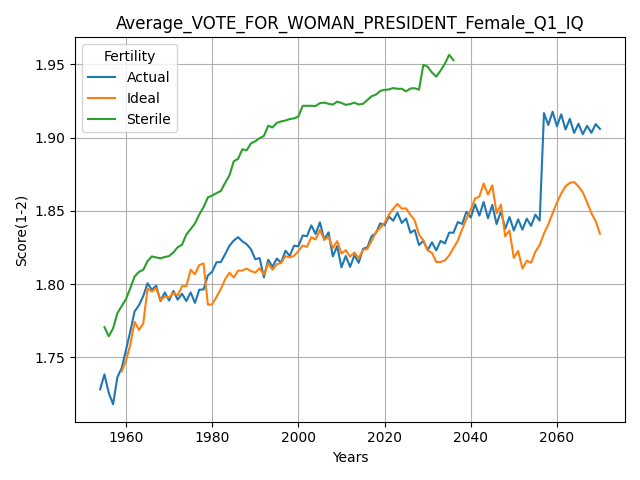 Average_VOTE_FOR_WOMAN_PRESIDENT_Female_Q1_IQ
Fertility
Actual
Ideal
Sterile
Score(1-2)
1.95
1.90
1.85
1.80
1.75
1960 1980 2000 2020 2040 2060
Years